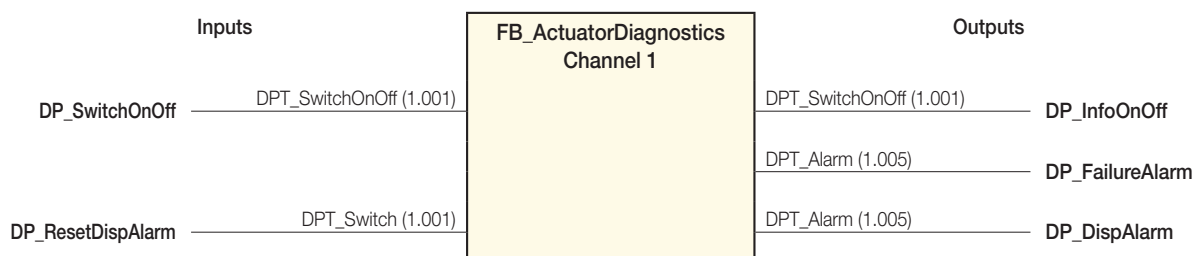 Inputs
FB_ActuatorDiagnostics
Channel 1
Outputs
DP_SwitchOnOff
DPT_SwitchOnOff (1.001)
DPT_SwitchOnOff (1.001)
DP_InfoOnOff
DPT_Alarm (1.005)
DP_FailureAlarm
DP_ResetDispAlarm
DPT_Switch (1.001)
DPT_Alarm (1.005)
DP_DispAlarm